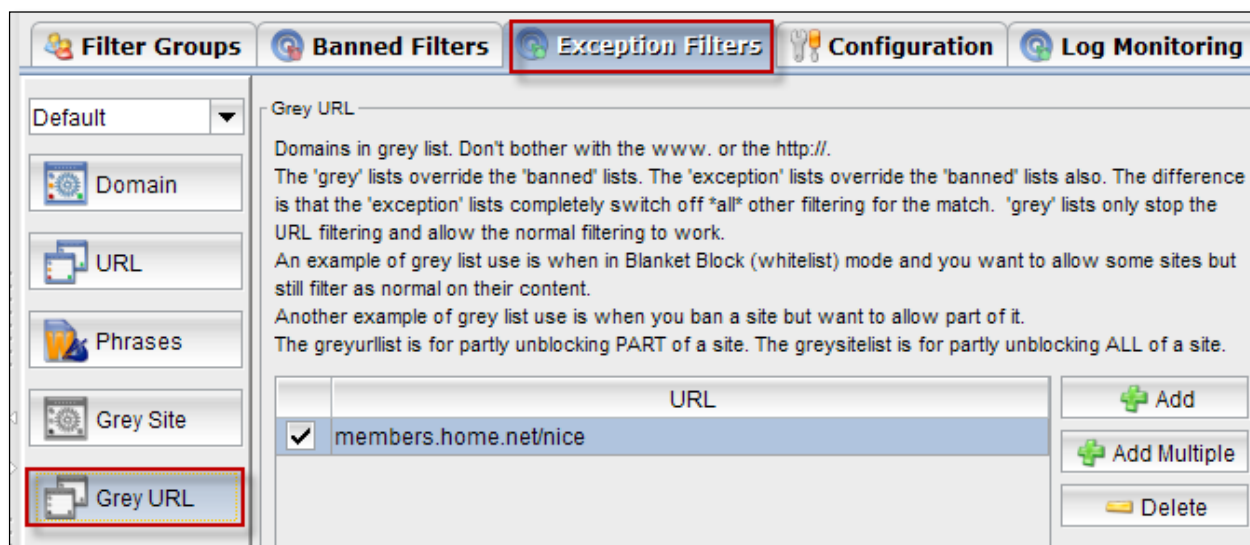 Filter Groups
Banned Filters
Exception Filters
Configuration
Log Monitoring
Default
Domain
URL
Phrases
Grey Site
Grey URL
Grey URL
Domains in grey list. Don't bother with the www. or the http://.
The 'grey' lists override the 'banned' lists. The 'exception' lists override the 'banned' lists also. The difference
is that the 'exception' lists completely switch off *all* other filtering for the match. 'grey' lists only stop the
URL filtering and allow the normal filtering to work.
An example of grey list use is when in Blanket Block (whitelist) mode and you want to allow some sites but
still filter as normal on their content.
Another example of grey list use is when you ban a site but want to allow part of it.
The greyurllist is for partly unblocking PART of a site. The greysitelist is for partly unblocking ALL of a site.
URL
members.home.net/nice
Add
Add Multiple
Delete